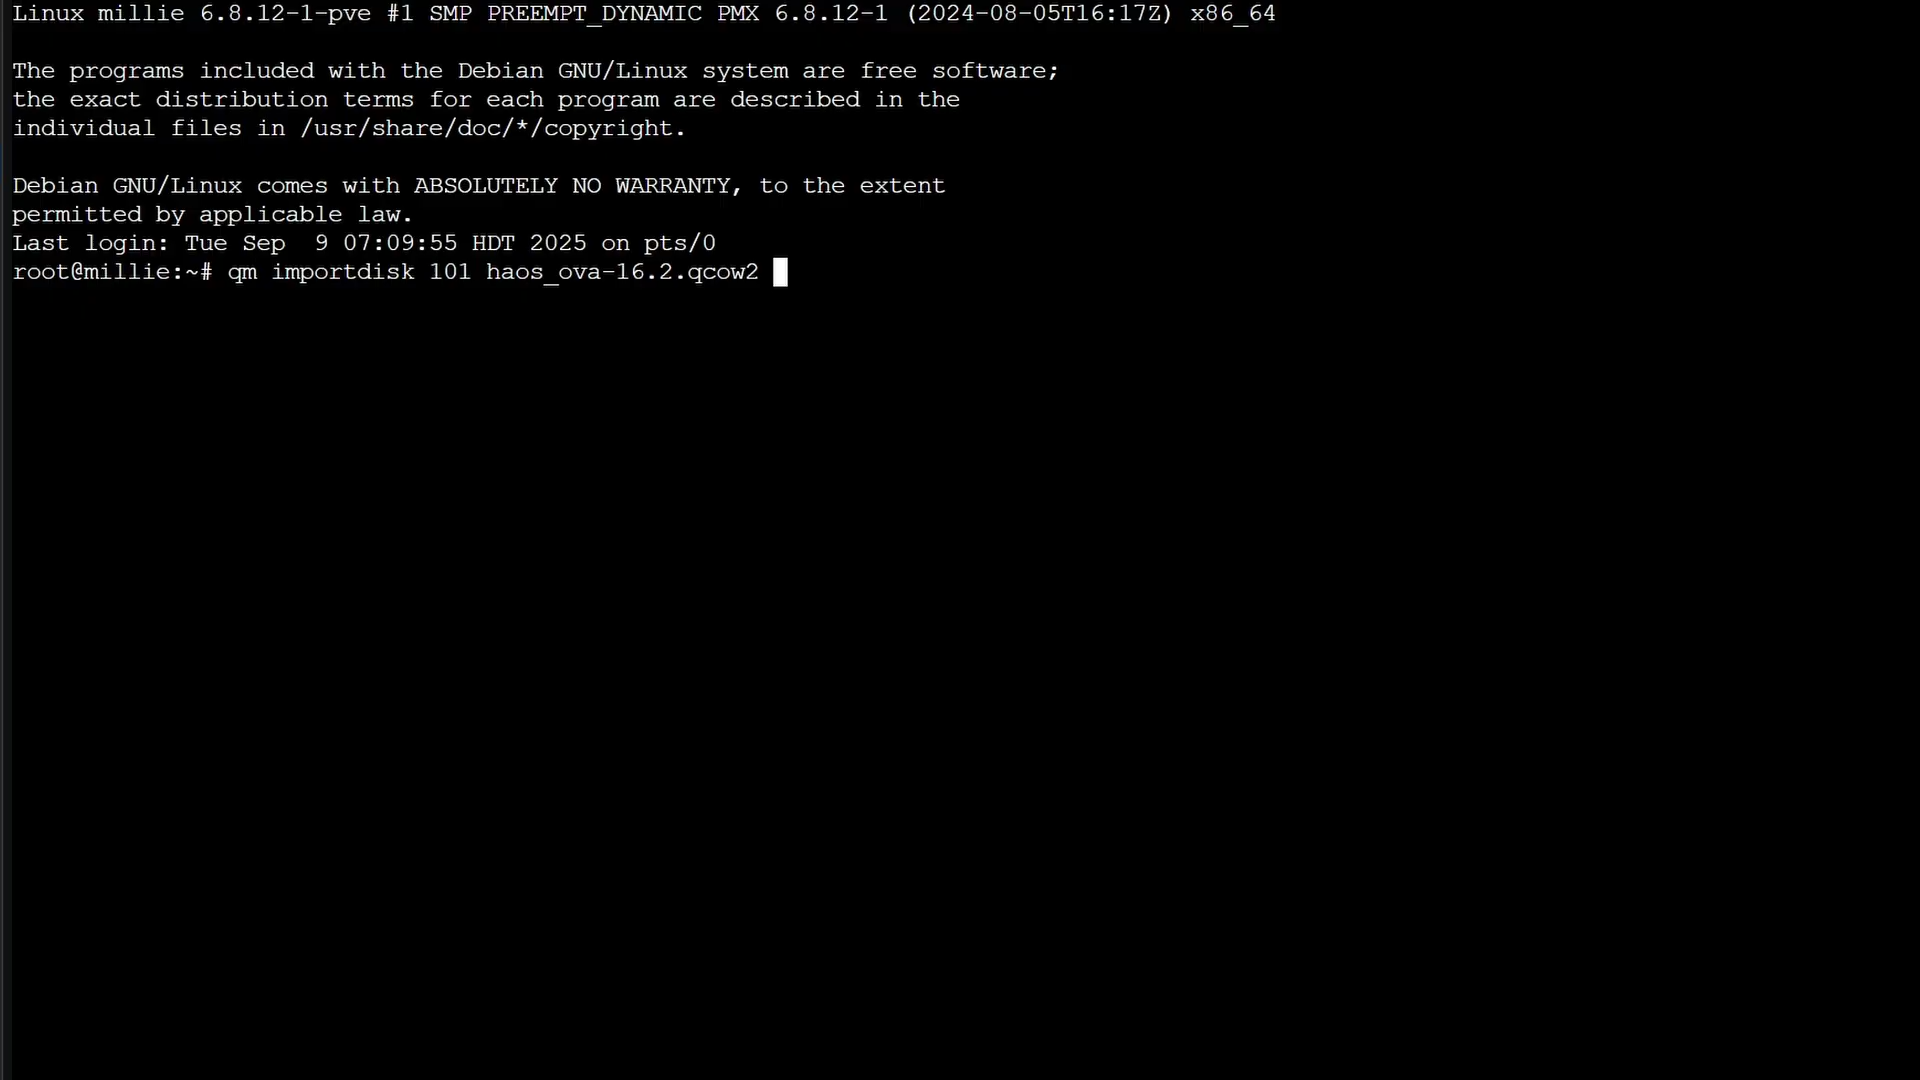 Linux millie 6.8.12-1-pve #1 SMP PREEMPT_DYNAMIC PMX 6.8.12-1 (2024-08-05T16:17Z) x86_64
The programs included with the Debian GNU/Linux system are free software;
the exact distribution terms for each program are described in the
individual files in /usr/share/doc/*/copyright.
Debian GNU/Linux comes with ABSOLUTELY NO WARRANTY, to the extent
permitted by applicable law.
Last login: Tue Sep  9 07:09:55 HDT 2025 on pts/0
root@millie:~# qm importdisk 101 haos_ova-16.2.qcow2